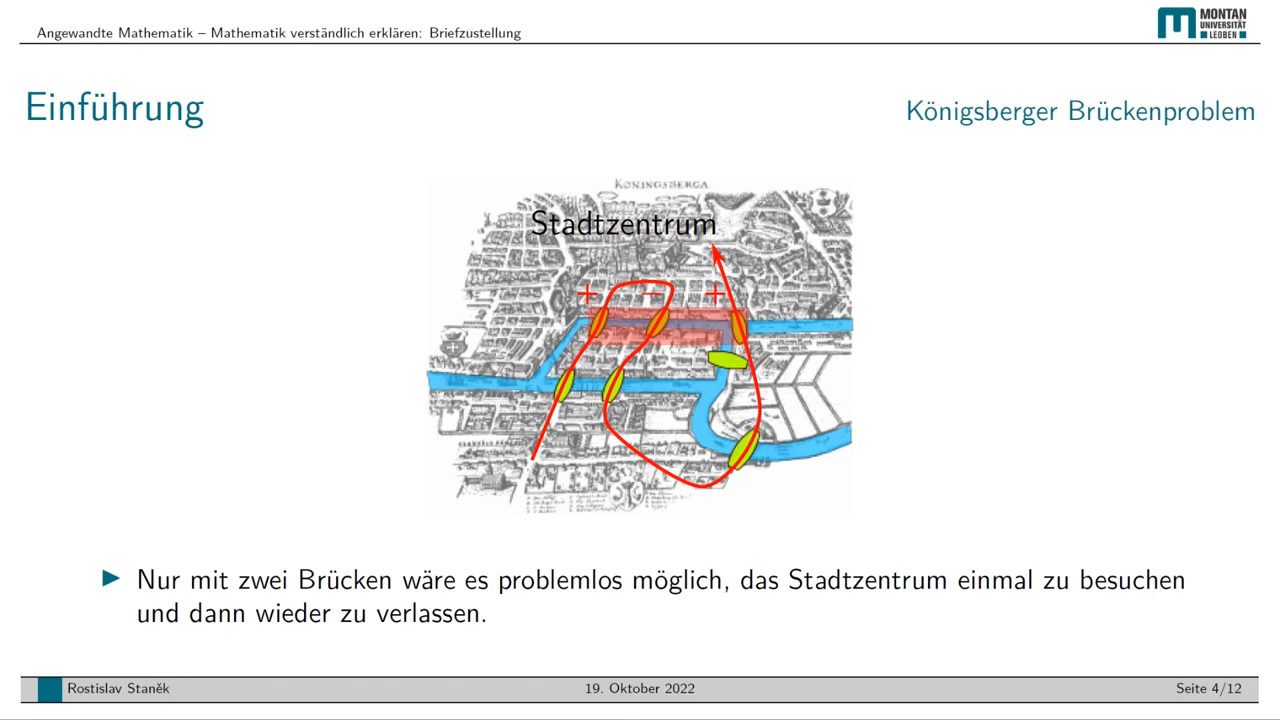 Angewandte Mathematik – Mathematik verständlich erklären: Briefzustellung
MONTAN
UNIVERSITÄT
LEOBEN
Einführung
Königsberger Brückenproblem
KONINGSBERGA
Stadtzentrum
+ – +
▶ Nur mit zwei Brücken wäre es problemlos möglich, das Stadtzentrum einmal zu besuchen
und dann wieder zu verlassen.
Rostislav Staněk
19. Oktober 2022
Seite 4/12